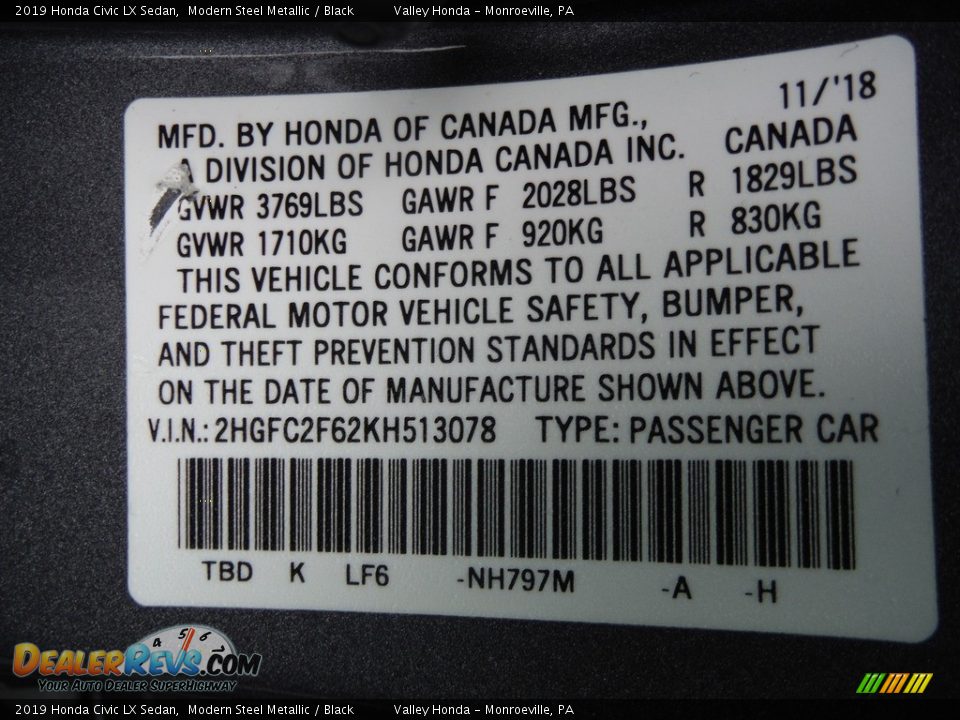 2019 Honda Civic LX Sedan, Modern Steel Metallic / Black Valley Honda - Monroeville, PA
11/'18
MFD. BY HONDA OF CANADA MFG.,
A DIVISION OF HONDA CANADA INC. CANADA
GVWR 3769LBS GAWR F 2028LBS R 1829LBS
GVWR 1710KG GAWR F 920KG R 830KG
THIS VEHICLE CONFORMS TO ALL APPLICABLE
FEDERAL MOTOR VEHICLE SAFETY, BUMPER,
AND THEFT PREVENTION STANDARDS IN EFFECT
ON THE DATE OF MANUFACTURE SHOWN ABOVE.
V.I.N.: 2HGFC2F62KH513078 TYPE: PASSENGER CAR
TBD K LF6 -NH797M -A -H
4 5 6
DEALERREVS.COM
YOUR AUTO DEALER SUPERHIGHWAY
2019 Honda Civic LX Sedan, Modern Steel Metallic / Black Valley Honda - Monroeville, PA